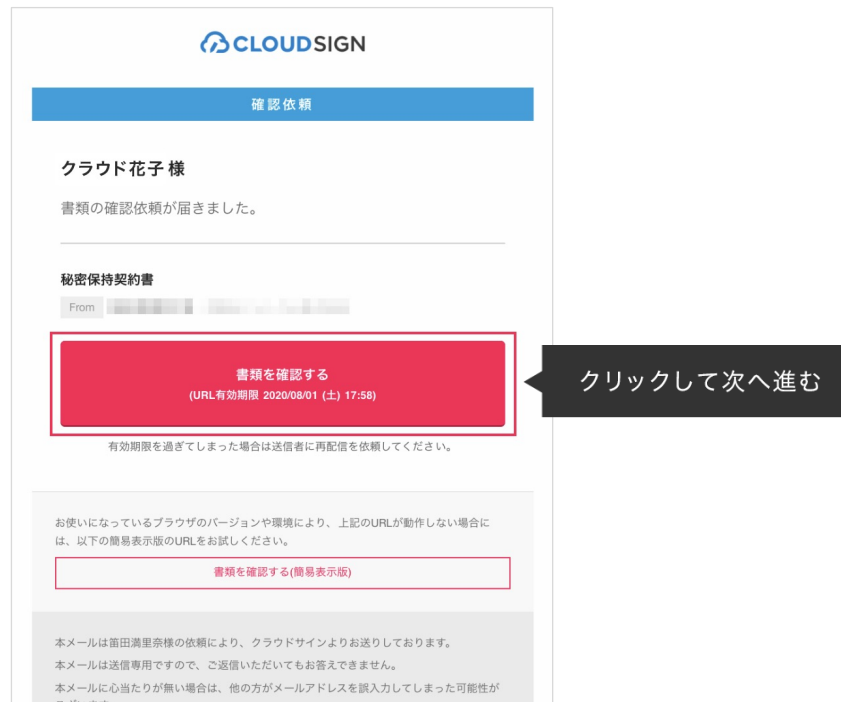 CLOUDSIGN
確認依頼
クラウド花子 様
書類の確認依頼が届きました。
秘密保持契約書
From
書類を確認する
(URL有効期限 2020/08/01 (土) 17:58)
クリックして次へ進む
有効期限を過ぎてしまった場合は送信者に再配信を依頼してください。
お使いになっているブラウザのバージョンや環境により、上記のURLが動作しない場合に
は、以下の簡易表示版のURLをお試しください。
書類を確認する(簡易表示版)
本メールは笛田満里奈様の依頼により、クラウドサインよりお送りしております。
本メールは送信専用ですので、ご返信いただいてもお答えできません。
本メールに心当たりが無い場合は、他の方がメールアドレスを誤入力してしまった可能性が